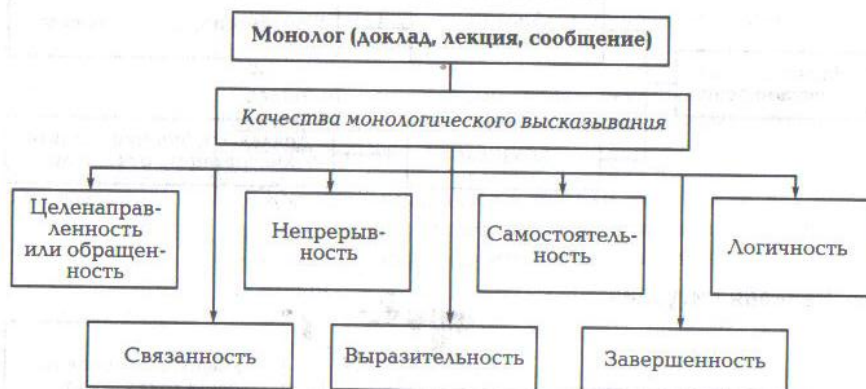 Монолог (доклад, лекция, сообщение)
Качества монологического высказывания
Целенаправ-
ленность
или обращен-
ность
Непрерыв-
ность
Самостоятель-
ность
Логичность
Связанность
Выразительность
Завершенность